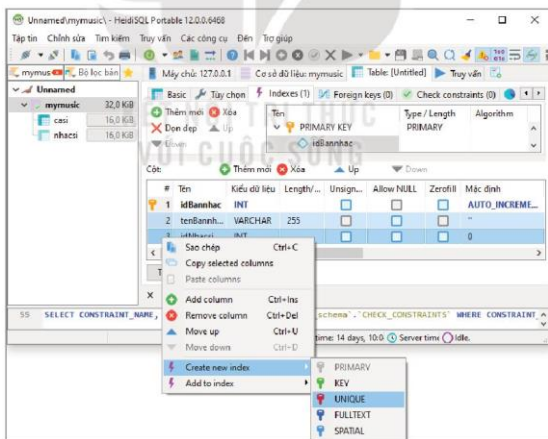 Unnamed\mymusic\ - HeidiSQL Portable 12.0.0.6468
Tập tin Chỉnh sửa Tìm kiếm Truy vấn Các công cụ Đến Trợ giúp
mymus Bộ lọc bản Máy chủ: 127.0.0.1 Cơ sở dữ liệu: mymusic Table: [Untitled] Truy vấn
Unnamed
mymusic 32,0 KiB
casi 16,0 KiB
nhacsi 16,0 KiB
Basic Tùy chọn Indexes (1) Foreign keys (0) Check constraints (0)
Thêm mới Xóa
Dọn dẹp Up
Down
Tên Type / Length Algorithm
PRIMARY KEY PRIMARY
idBannhac
TRI THỨC
VỚI CUỘC SỐNG
Cột: Thêm mới Xóa Up Down
# Tên Kiểu dữ liệu Length/... Unsign... Allow NULL Zerofill Mặc định
1 idBannhac INT AUTO_INCREME...
2 tenBannh... VARCHAR 255 ''
3 idNhacsi INT 0
Sao chép Ctrl+C
Copy selected columns
Paste columns
Add column Ctrl+Ins
Remove column Ctrl+Del
Move up Ctrl+U
Move down Ctrl+D
Create new index
Add to index
PRIMARY
KEY
UNIQUE
FULLTEXT
SPATIAL
55 SELECT CONSTRAINT_NAME, _schema`.`CHECK_CONSTRAINTS` WHERE CONSTRAINT_
time: 14 days, 10:0 Server time Idle.